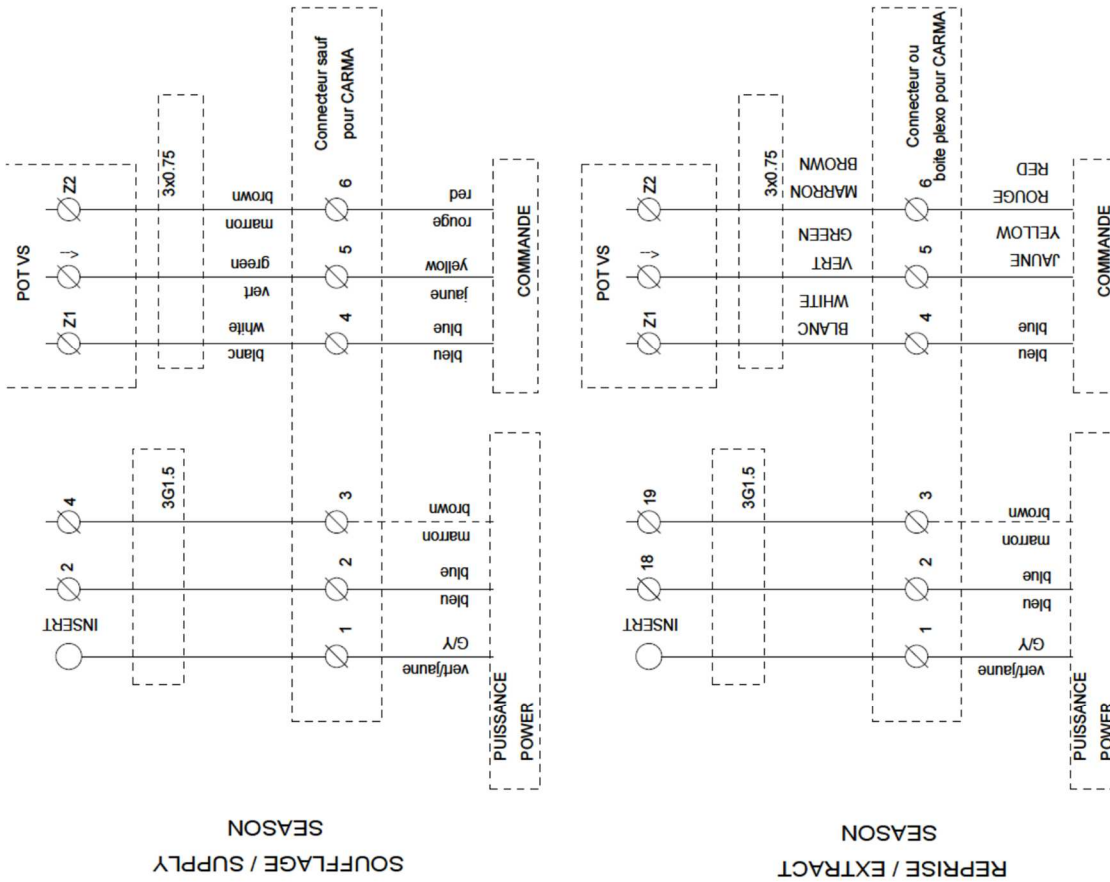 POT VS
Z1
\/
Z2
3x0.75
blanc
white
vert
green
marron
brown
Connecteur sauf
pour CARMA
4
5
6
bleu
blue
jaune
yellow
rouge
red
COMMANDE
INSERT
2
4
3G1.5
1
2
3
vert/jaune
G/Y
bleu
blue
marron
brown
PUISSANCE
POWER
SOUFFLAGE / SUPPLY
SEASON
POT VS
Z1
\/
Z2
3x0.75
BLANC
WHITE
VERT
GREEN
MARRON
BROWN
Connecteur ou
boite plexo pour CARMA
4
5
6
bleu
blue
JAUNE
YELLOW
ROUGE
RED
COMMANDE
INSERT
18
19
3G1.5
1
2
3
vert/jaune
G/Y
bleu
blue
marron
brown
PUISSANCE
POWER
REPRISE / EXTRACT
SEASON